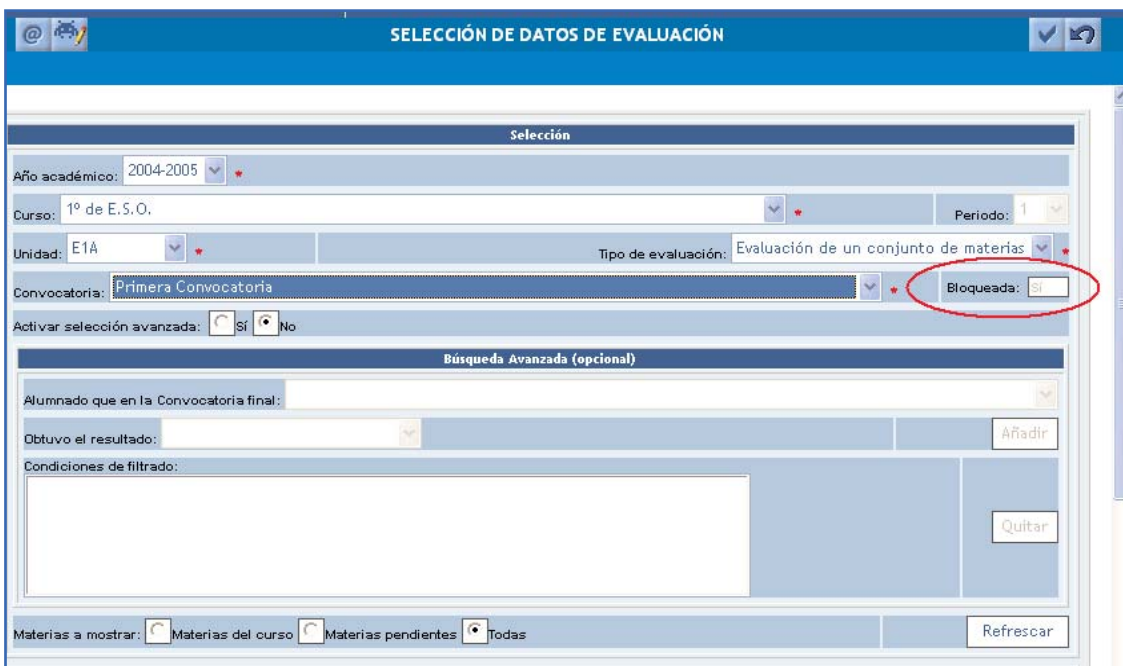 @
SELECCIÓN DE DATOS DE EVALUACIÓN
Selección
Año académico: 2004-2005 *
Curso: 1º de E.S.O. * Periodo: 1
Unidad: E1A * Tipo de evaluación: Evaluación de un conjunto de materias *
Convocatoria: Primera Convocatoria * Bloqueada: Sí
Activar selección avanzada: Sí No
Búsqueda Avanzada (opcional)
Alumnado que en la Convocatoria final:
Obtuvo el resultado: Añadir
Condiciones de filtrado:
Quitar
Materias a mostrar: Materias del curso Materias pendientes Todas Refrescar